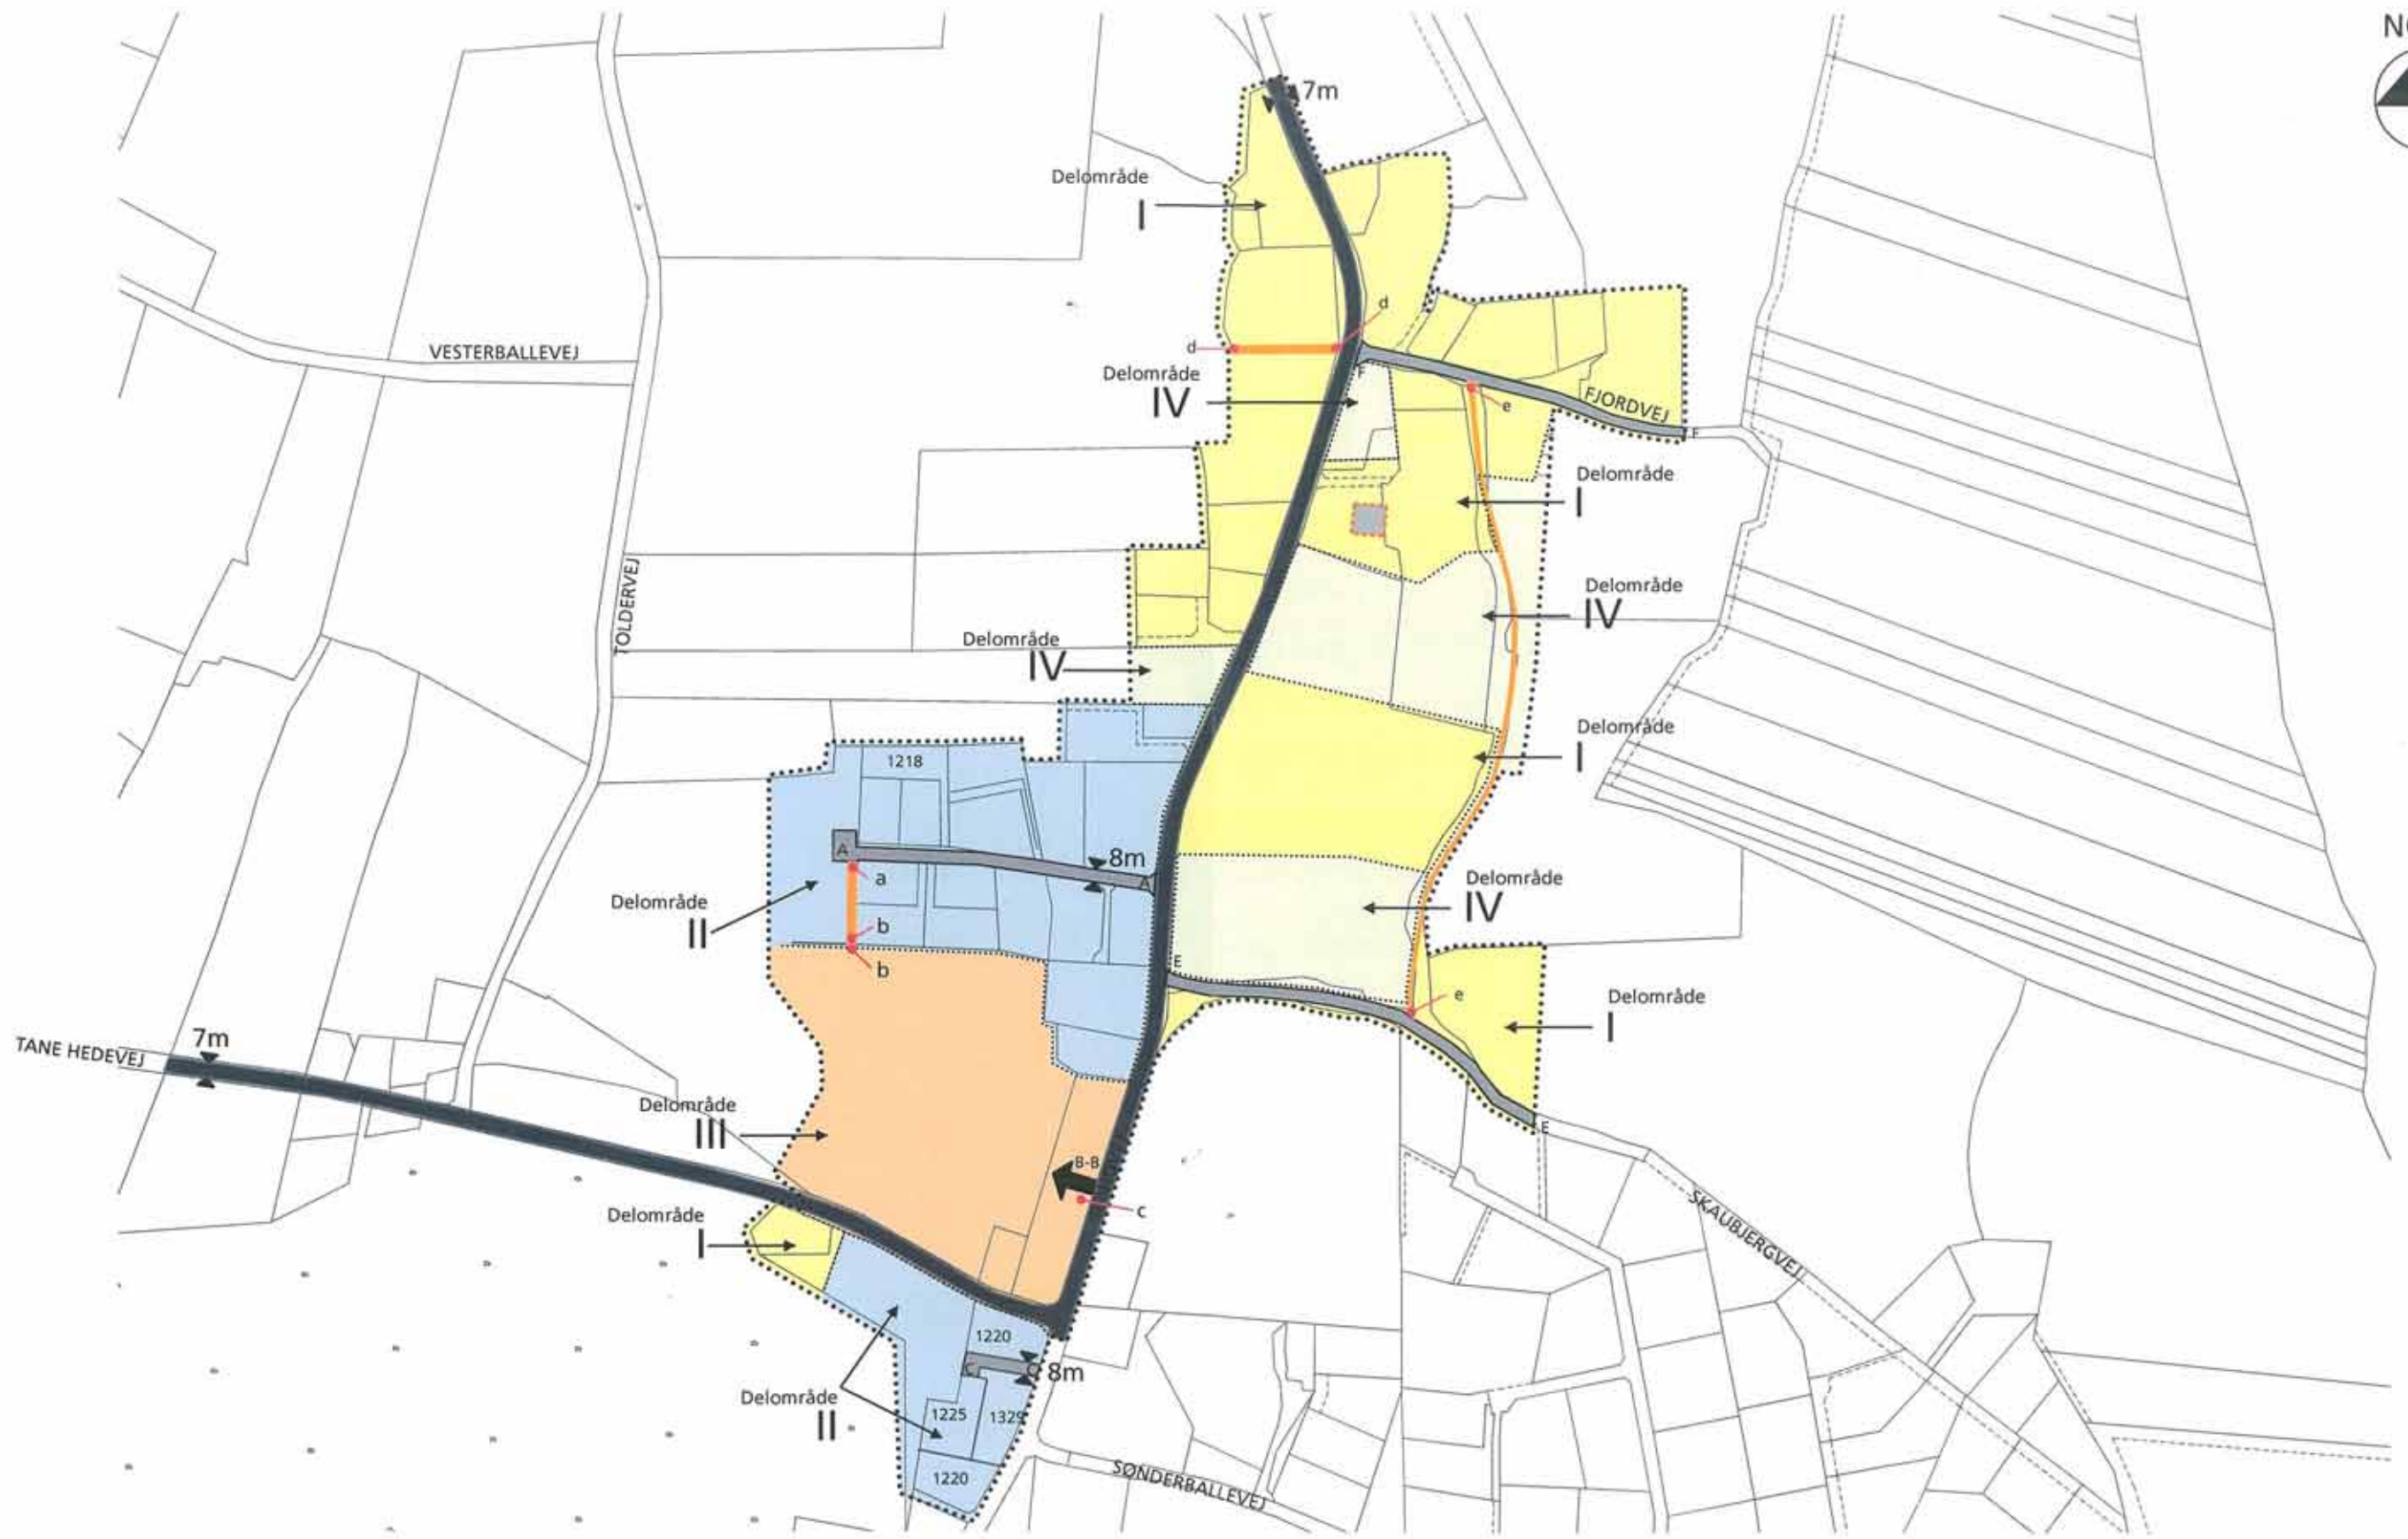 NO
7m
Delområde
I
d
d
VESTERBALLEVEJ
Delområde
IV
F
e
FJORDVEJ
F
Delområde
I
TOLDERVEJ
Delområde
IV
Delområde
IV
Delområde
I
1218
A
8m
A
a
Delområde
II
b
b
Delområde
IV
E
e
Delområde
I
TANE HEDEVEJ
7m
Delområde
III
E
B-B
c
Delområde
I
SKAUBJERGVEJ
1220
C
C
8m
Delområde
II
1225
1329
1220
SØNDERBALLEVEJ